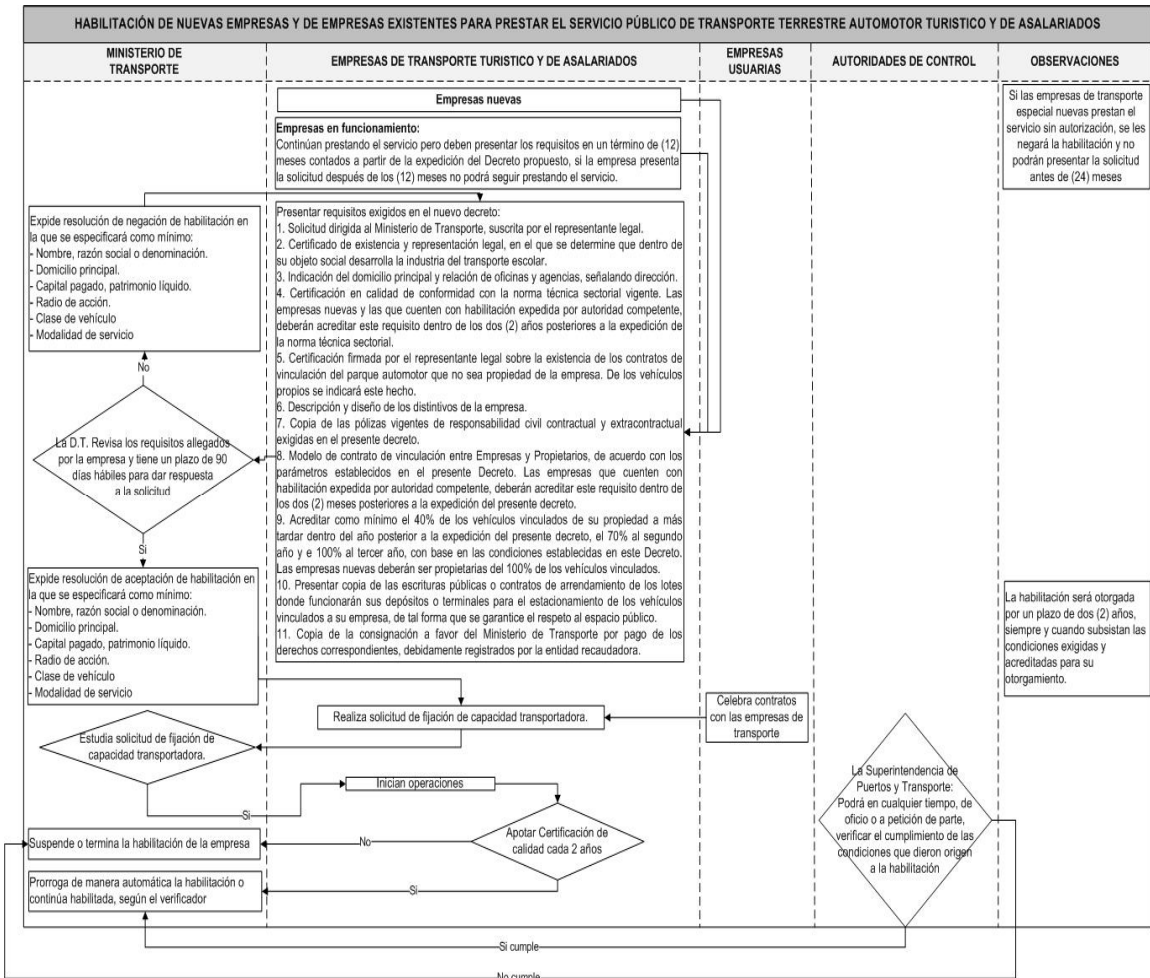 HABILITACIÓN DE NUEVAS EMPRESAS Y DE EMPRESAS EXISTENTES PARA PRESTAR EL SERVICIO PÚBLICO DE TRANSPORTE TERRESTRE AUTOMOTOR TURISTICO Y DE ASALARIADOS
MINISTERIO DE
TRANSPORTE
EMPRESAS DE TRANSPORTE TURISTICO Y DE ASALARIADOS
EMPRESAS
USUARIAS
AUTORIDADES DE CONTROL
OBSERVACIONES
Empresas nuevas
Empresas en funcionamiento:
Continúan prestando el servicio pero deben presentar los requisitos en un término de (12)
meses contados a partir de la expedición del Decreto propuesto, si la empresa presenta
la solicitud después de los (12) meses no podrá seguir prestando el servicio.
Si las empresas de transporte
especial nuevas prestan el
servicio sin autorización, se les
negará la habilitación y no
podrán presentar la solicitud
antes de (24) meses
Expide resolución de negación de habilitación en
la que se especificará como mínimo:
- Nombre, razón social o denominación.
- Domicilio principal.
- Capital pagado, patrimonio líquido.
- Radio de acción.
- Clase de vehículo
- Modalidad de servicio
No
La D.T. Revisa los requisitos allegados
por la empresa y tiene un plazo de 90
días hábiles para dar respuesta
a la solicitud
Si
Presentar requisitos exigidos en el nuevo decreto:
1. Solicitud dirigida al Ministerio de Transporte, suscrita por el representante legal.
2. Certificado de existencia y representación legal, en el que se determine que dentro de
su objeto social desarrolla la industria del transporte escolar.
3. Indicación del domicilio principal y relación de oficinas y agencias, señalando dirección.
4. Certificación en calidad de conformidad con la norma técnica sectorial vigente. Las
empresas nuevas y las que cuenten con habilitación expedida por autoridad competente,
deberán acreditar este requisito dentro de los dos (2) años posteriores a la expedición de
la norma técnica sectorial.
5. Certificación firmada por el representante legal sobre la existencia de los contratos de
vinculación del parque automotor que no sea propiedad de la empresa. De los vehículos
propios se indicará este hecho.
6. Descripción y diseño de los distintivos de la empresa.
7. Copia de las pólizas vigentes de responsabilidad civil contractual y extracontractual
exigidas en el presente decreto.
8. Modelo de contrato de vinculación entre Empresas y Propietarios, de acuerdo con los
parámetros establecidos en el presente Decreto. Las empresas que cuenten con
habilitación expedida por autoridad competente, deberán acreditar este requisito dentro de
los dos (2) meses posteriores a la expedición del presente decreto.
9. Acreditar como mínimo el 40% de los vehículos vinculados de su propiedad a más
tardar dentro del año posterior a la expedición del presente decreto, el 70% al segundo
año y e 100% al tercer año, con base en las condiciones establecidas en este Decreto.
Las empresas nuevas deberán ser propietarias del 100% de los vehículos vinculados.
10. Presentar copia de las escrituras públicas o contratos de arrendamiento de los lotes
donde funcionarán sus depósitos o terminales para el estacionamiento de los vehículos
vinculados a su empresa, de tal forma que se garantice el respeto al espacio público.
11. Copia de la consignación a favor del Ministerio de Transporte por pago de los
derechos correspondientes, debidamente registrados por la entidad recaudadora.
Expide resolución de aceptación de habilitación en
la que se especificará como mínimo:
- Nombre, razón social o denominación.
- Domicilio principal.
- Capital pagado, patrimonio líquido.
- Radio de acción.
- Clase de vehículo
- Modalidad de servicio
La habilitación será otorgada
por un plazo de dos (2) años,
siempre y cuando subsistan las
condiciones exigidas y
acreditadas para su
otorgamiento.
Realiza solicitud de fijación de capacidad transportadora.
Celebra contratos
con las empresas de
transporte
Estudia solicitud de fijación de
capacidad transportadora.
Si
Inician operaciones
Apotar Certificación de
calidad cada 2 años
No
Si
Suspende o termina la habilitación de la empresa
Prorroga de manera automática la habilitación o
continúa habilitada, según el verificador
La Superintendencia de
Puertos y Transporte:
Podrá en cualquier tiempo, de
oficio o a petición de parte,
verificar el cumplimiento de las
condiciones que dieron origen
a la habilitación
Si cumple
No cumple